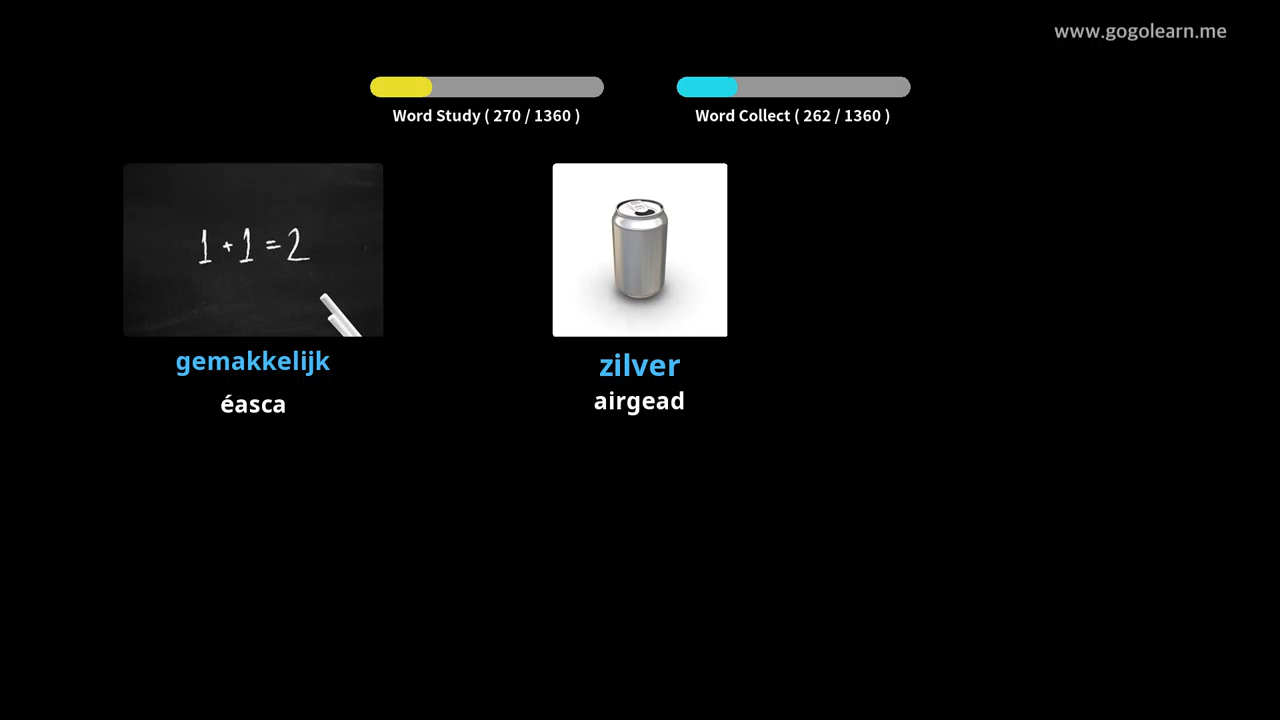 www.gogolearn.me
Word Study ( 270 / 1360 )
Word Collect ( 262 / 1360 )
1 + 1 = 2
gemakkelijk
éasca
zilver
airgead